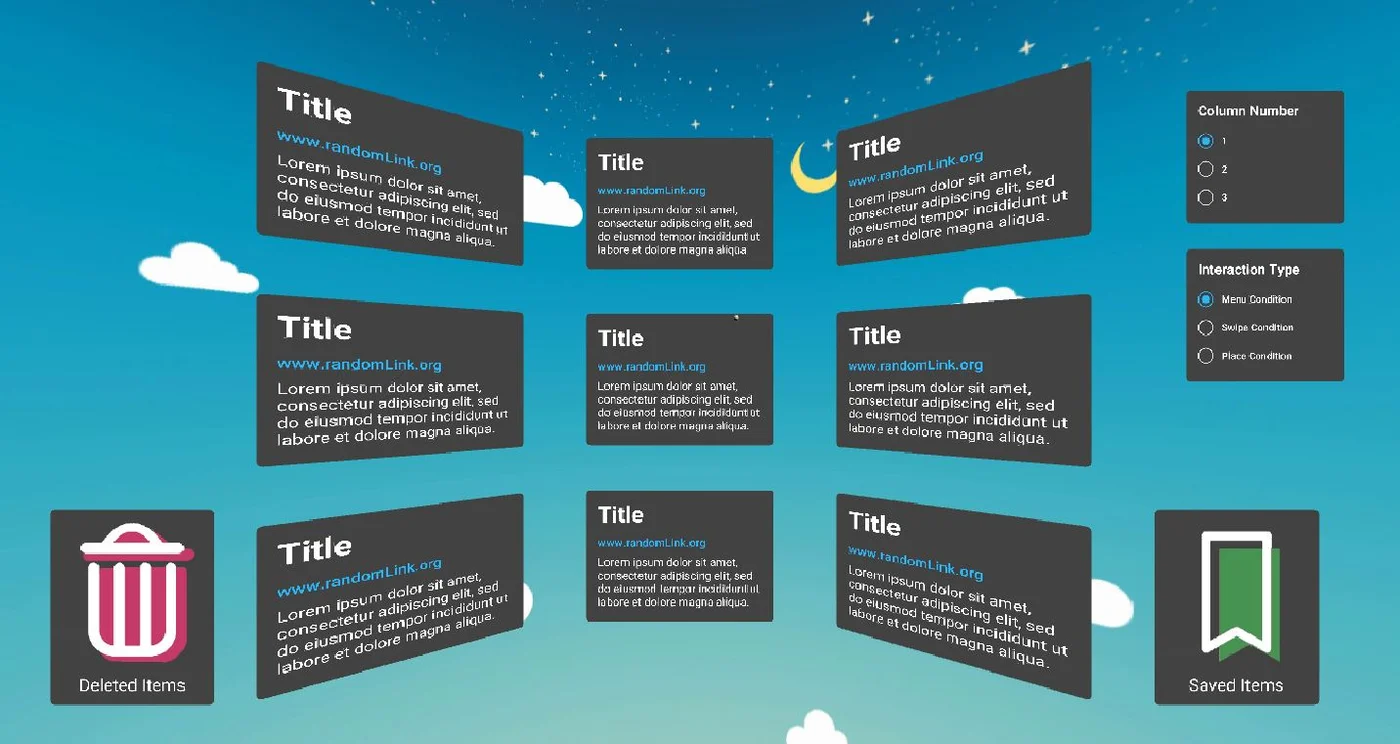 Title
www.randomLink.org
Lorem ipsum dolor sit amet,
consectetur adipiscing elit, sed
do eiusmod tempor incididunt ut
labore et dolore magna aliqua.
Title
www.randomLink.org
Lorem ipsum dolor sit amet,
consectetur adipiscing elit, sed
do eiusmod tempor incididunt ut
labore et dolore magna aliqua
Title
www.randomLink.org
Lorem ipsum dolor sit amet,
consectetur adipiscing elit, sed
do eiusmod tempor incididunt ut
labore et dolore magna aliqua.
Column Number
1
2
3
Title
www.randomLink.org
Lorem ipsum dolor sit amet,
consectetur adipiscing elit, sed
do eiusmod tempor incididunt ut
labore et dolore magna aliqua.
Title
www.randomLink.org
Lorem ipsum dolor sit amet,
consectetur adipiscing elit, sed
do eiusmod tempor incididunt ut
labore et dolore magna aliqua.
Title
www.randomLink.org
Lorem ipsum dolor sit amet,
consectetur adipiscing elit, sed
do eiusmod tempor incididunt ut
labore et dolore magna aliqua.
Interaction Type
Menu Condition
Swipe Condition
Place Condition
Title
www.randomLink.org
Lorem ipsum dolor sit amet,
consectetur adipiscing elit, sed
do eiusmod tempor incididunt ut
labore et dolore magna aliqua.
Title
www.randomLink.org
Lorem ipsum dolor sit amet,
consectetur adipiscing elit, sed
do eiusmod tempor incididunt ut
labore et dolore magna aliqua.
Title
www.randomLink.org
Lorem ipsum dolor sit amet,
consectetur adipiscing elit, sed
do eiusmod tempor incididunt ut
labore et dolore magna aliqua.
Deleted Items
Saved Items